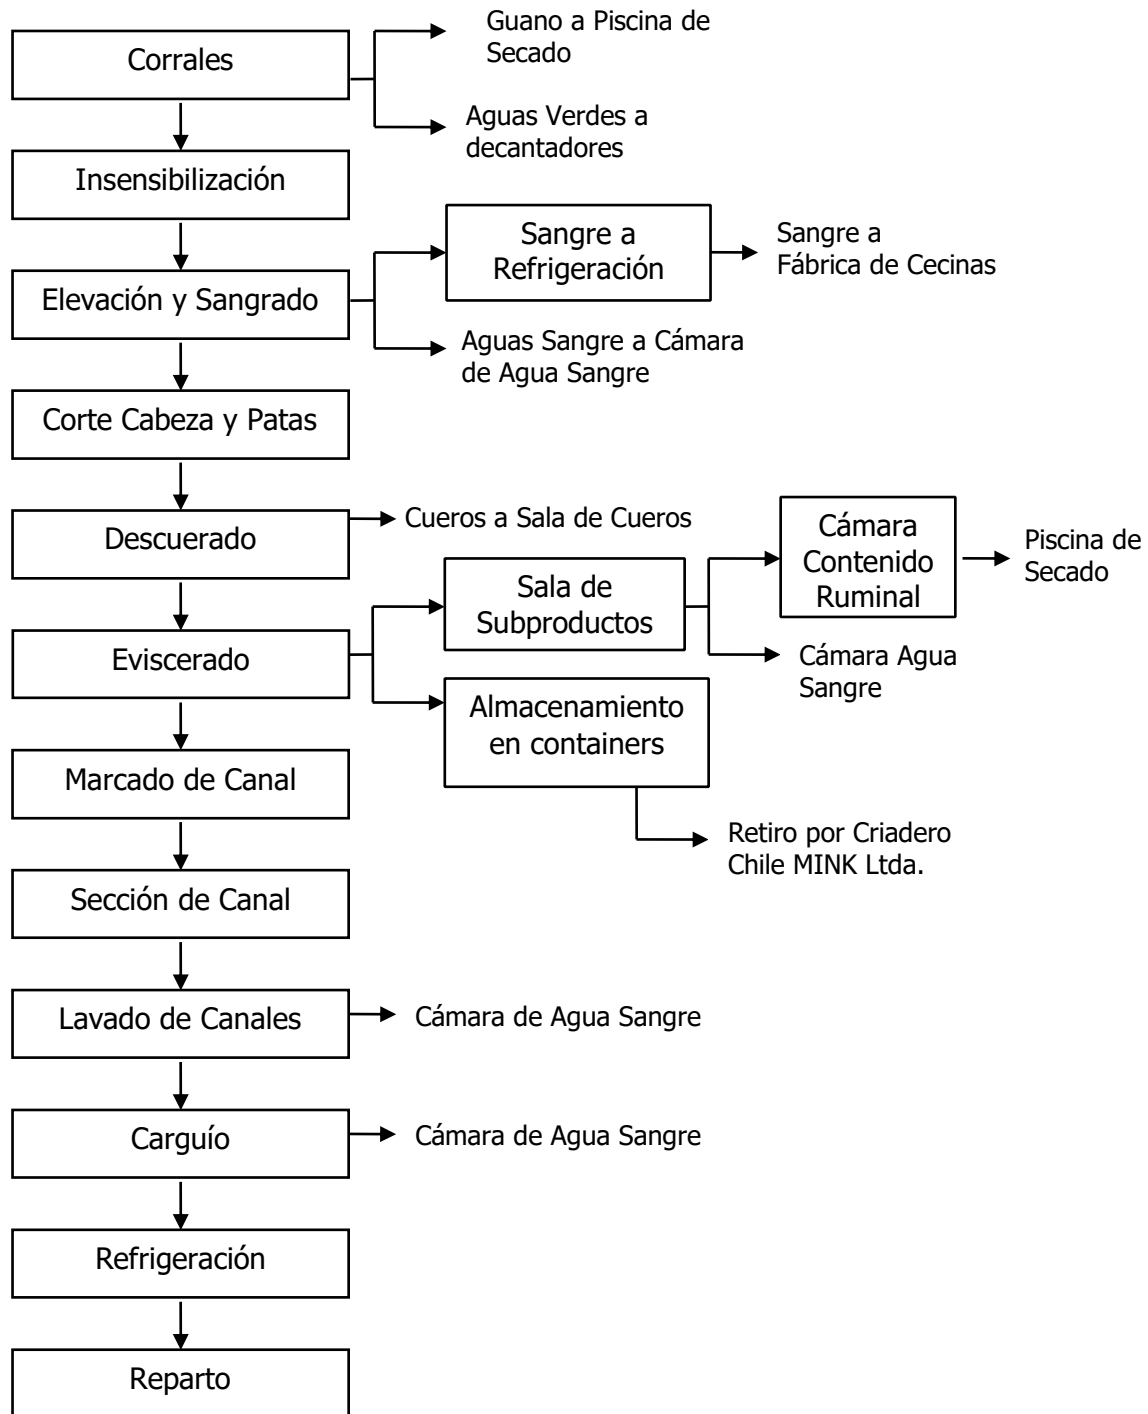 Corrales
Guano a Piscina de
Secado
Aguas Verdes a
decantadores
Insensibilización
Elevación y Sangrado
Sangre a
Refrigeración
Sangre a
Fábrica de Cecinas
Aguas Sangre a Cámara
de Agua Sangre
Corte Cabeza y Patas
Descuerado
Cueros a Sala de Cueros
Eviscerado
Sala de
Subproductos
Cámara
Contenido
Ruminal
Piscina de
Secado
Cámara Agua
Sangre
Almacenamiento
en containers
Retiro por Criadero
Chile MINK Ltda.
Marcado de Canal
Sección de Canal
Lavado de Canales
Cámara de Agua Sangre
Carguío
Cámara de Agua Sangre
Refrigeración
Reparto